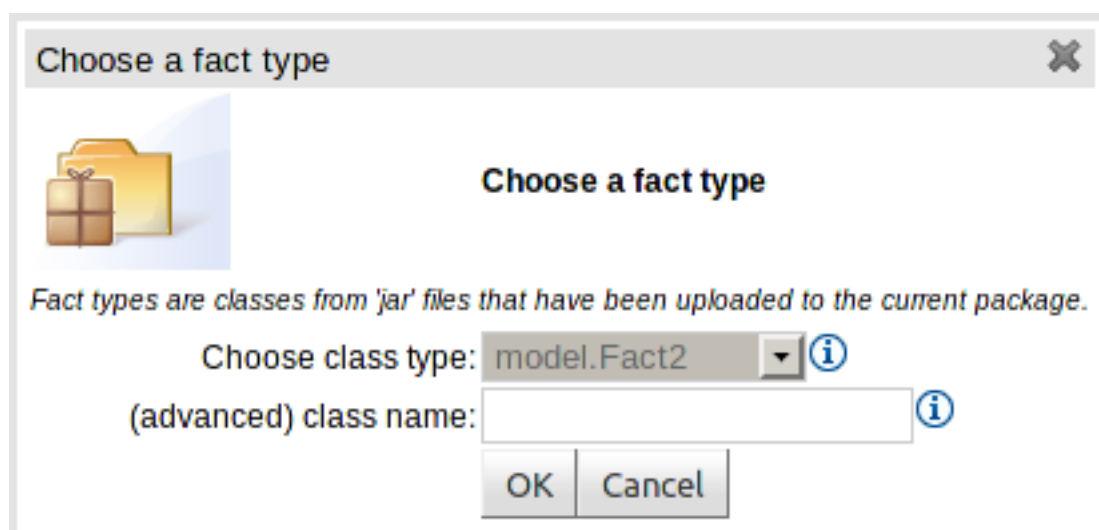 Choose a fact type
Choose a fact type
Fact types are classes from 'jar' files that have been uploaded to the current package.
Choose class type: model.Fact2
(advanced) class name:
OK Cancel